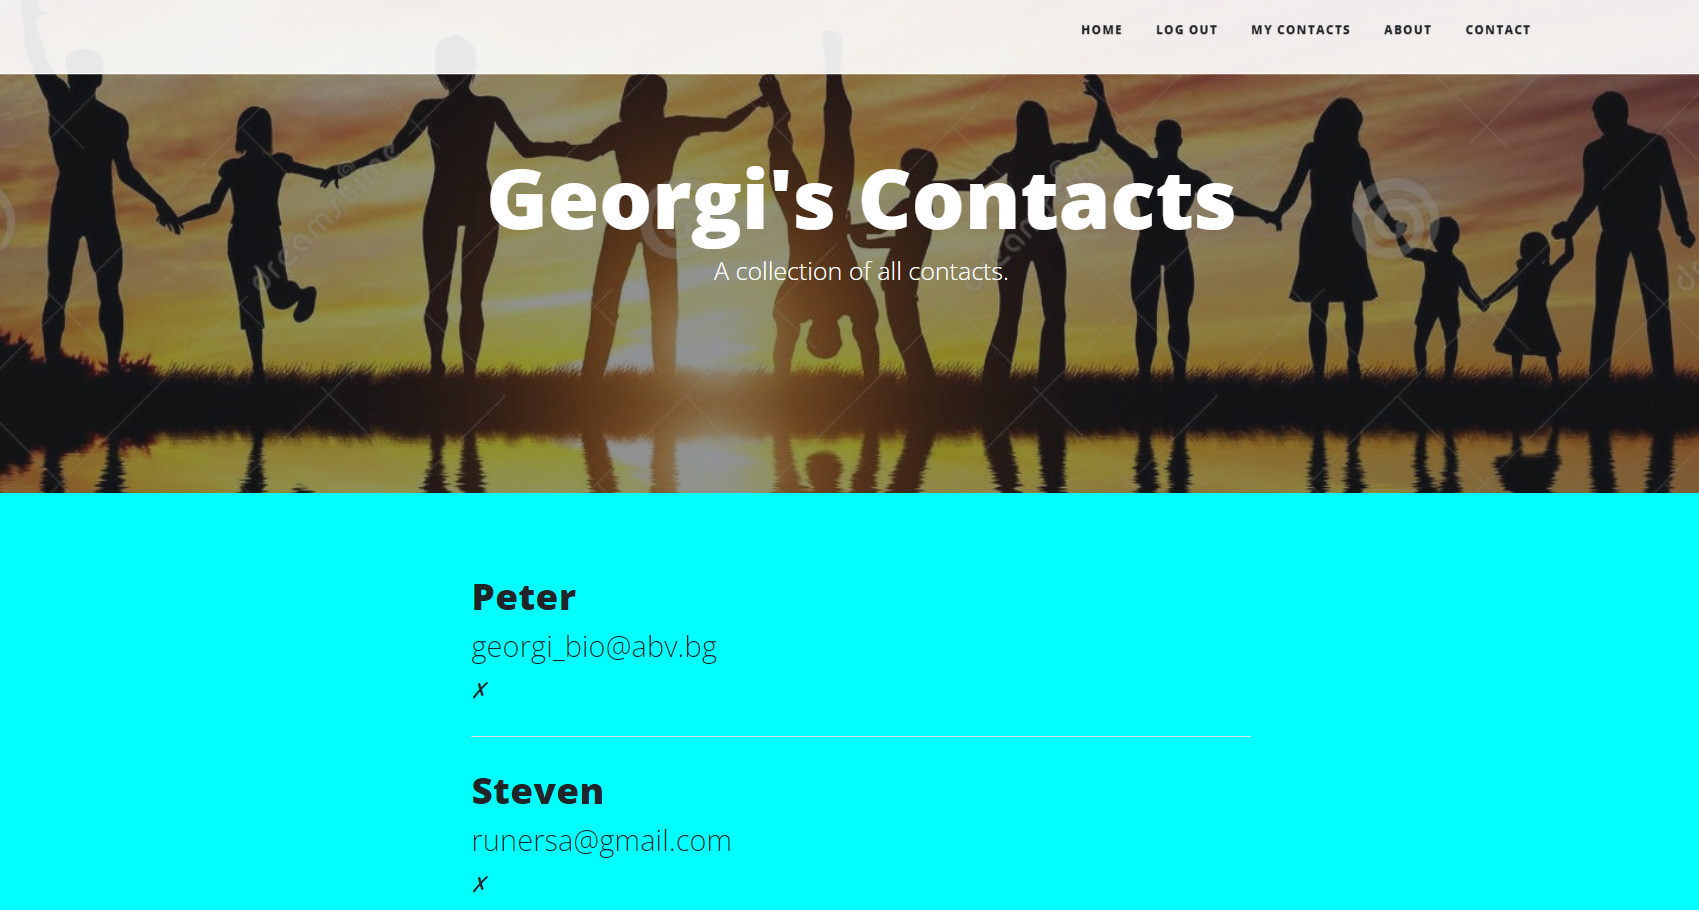 HOME LOG OUT MY CONTACTS ABOUT CONTACT
Georgi's Contacts
A collection of all contacts.
Peter
georgi_bio@abv.bg
✗
Steven
runersa@gmail.com
✗